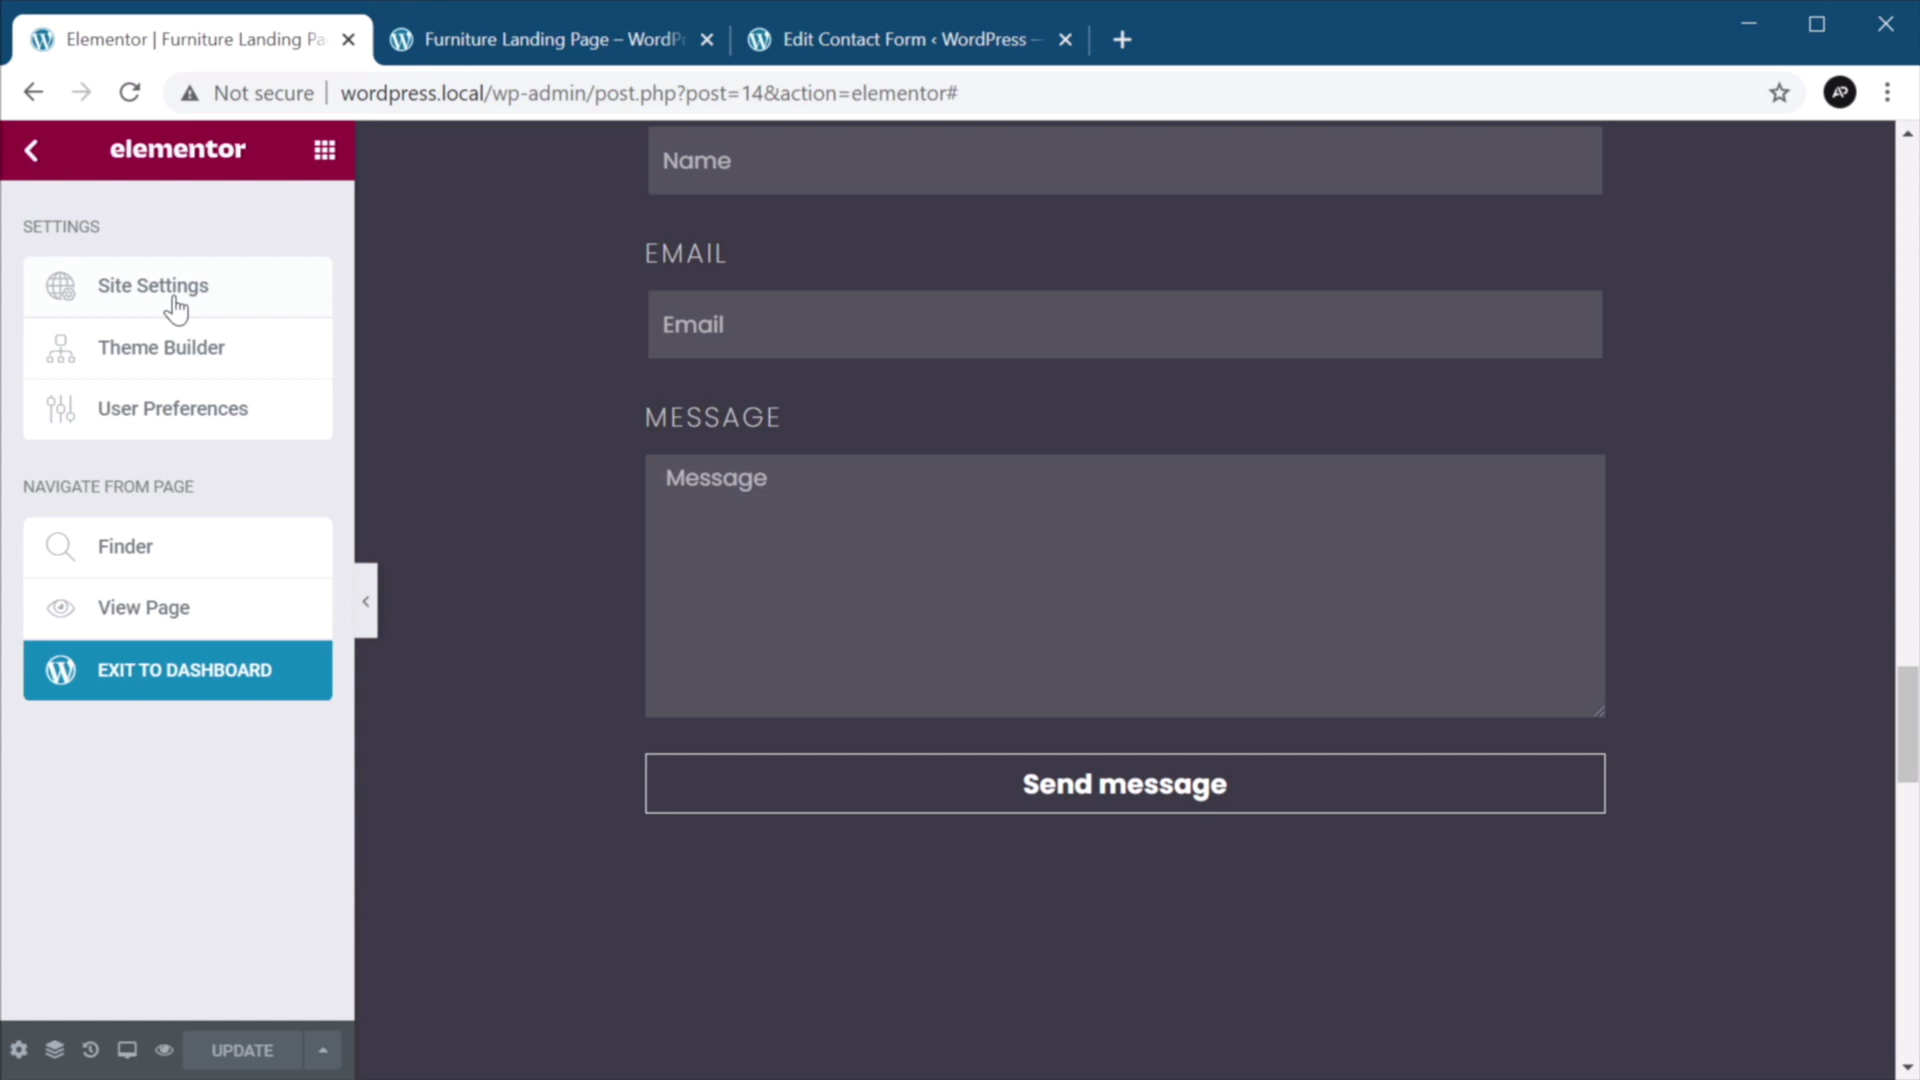 Elementor | Furniture Landing Pa
Furniture Landing Page – WordP
Edit Contact Form ‹ WordPress —
Not secure
wordpress.local/wp-admin/post.php?post=14&action=elementor#
AP
elementor
SETTINGS
Site Settings
Theme Builder
User Preferences
NAVIGATE FROM PAGE
Finder
View Page
EXIT TO DASHBOARD
UPDATE
Name
EMAIL
Email
MESSAGE
Message
Send message